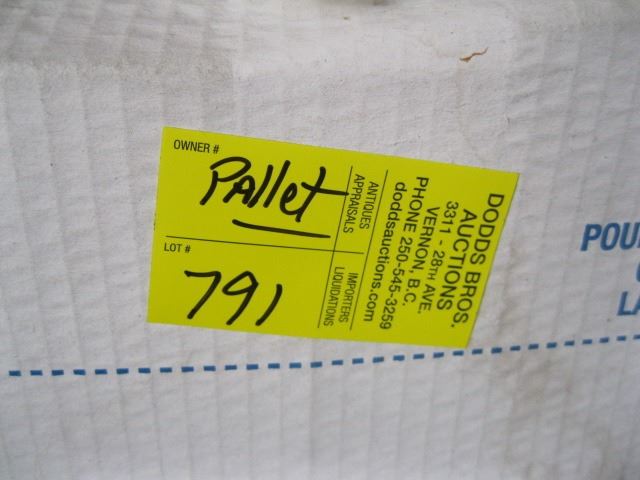 OWNER #
PAllet
LOT #
791
ANTIQUES
APPRAISALS
IMPORTERS
LIQUIDATIONS
DODDS BROS.
AUCTIONS
3311 - 28TH AVE.
VERNON, B.C.
PHONE 250-545-3259
doddsauctions.com
POU
LA